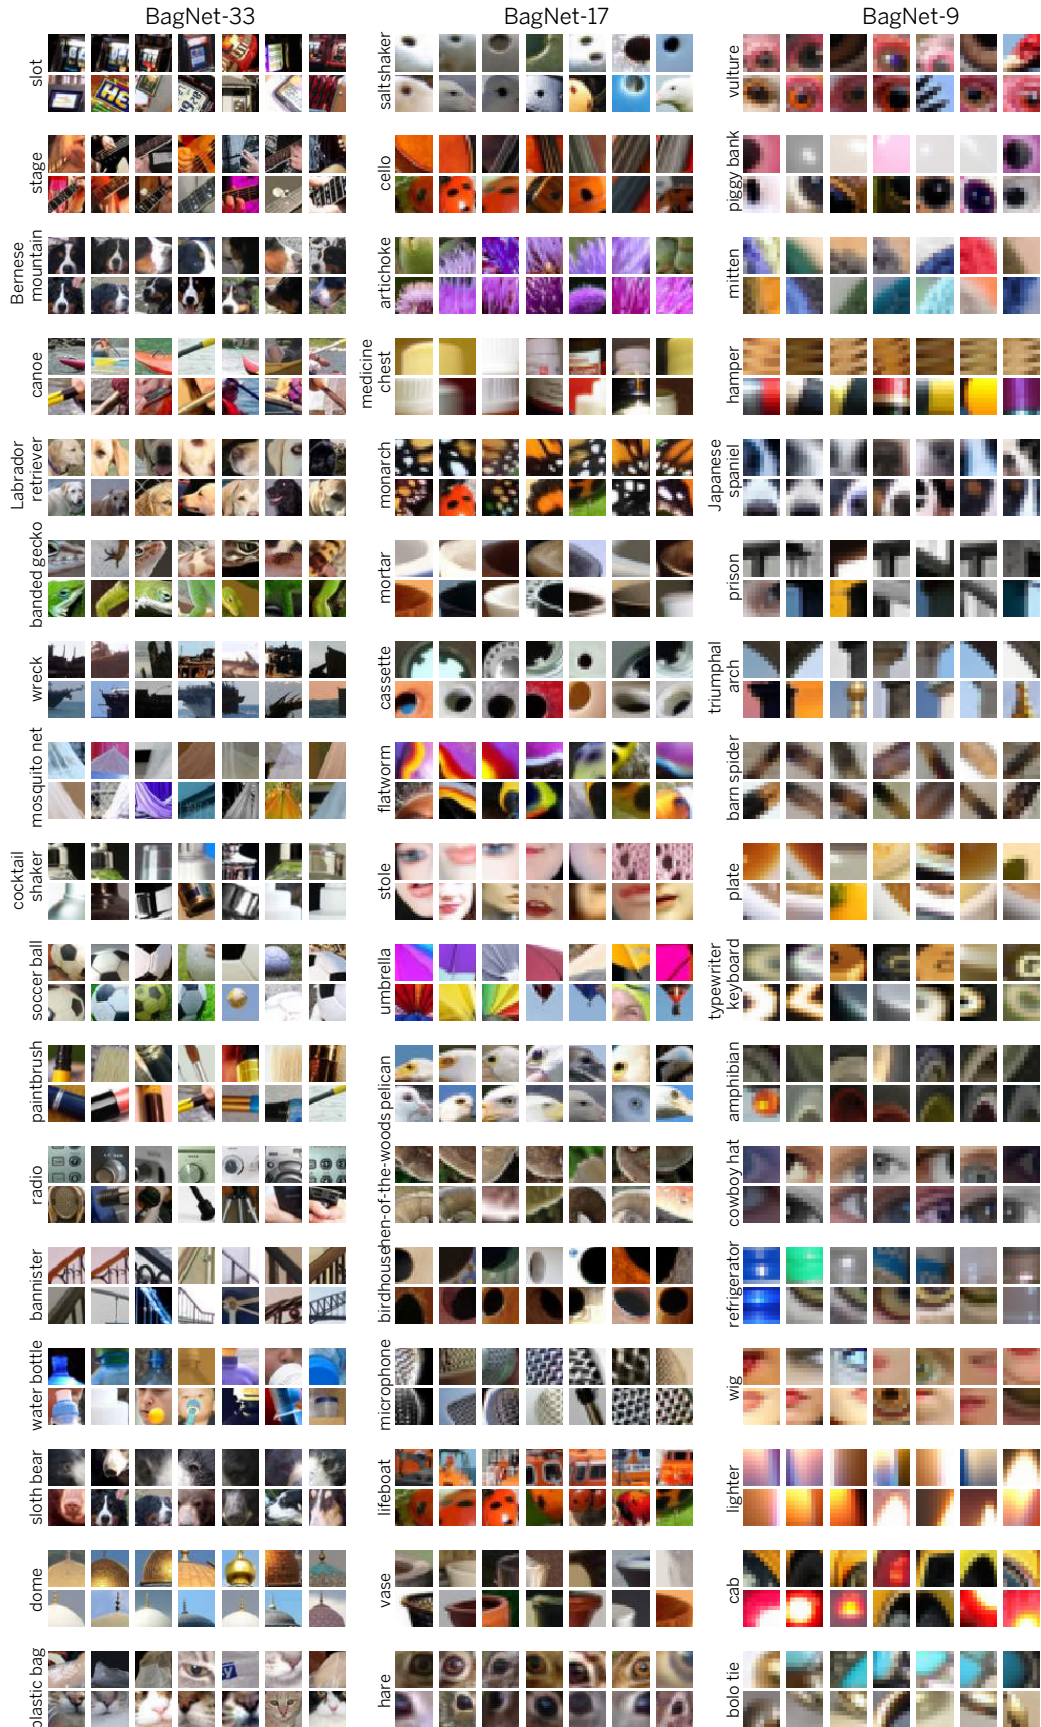 BagNet-33
slot
stage
Bernese
mountain
canoe
Labrador
retriever
banded gecko
wreck
mosquito net
cocktail
shaker
soccer ball
paintbrush
radio
bannister
water bottle
sloth bear
dome
plastic bag
BagNet-17
saltshaker
cello
artichoke
medicine
chest
monarch
mortar
cassette
flatworm
stole
umbrella
pelican
hen-of-the-woods
birdhouse
microphone
lifeboat
vase
hare
BagNet-9
vulture
piggy bank
mitten
hamper
Japanese
spaniel
prison
triumphal
arch
barn spider
plate
typewriter
keyboard
amphibian
cowboy hat
refrigerator
wig
lighter
cab
bolo tie